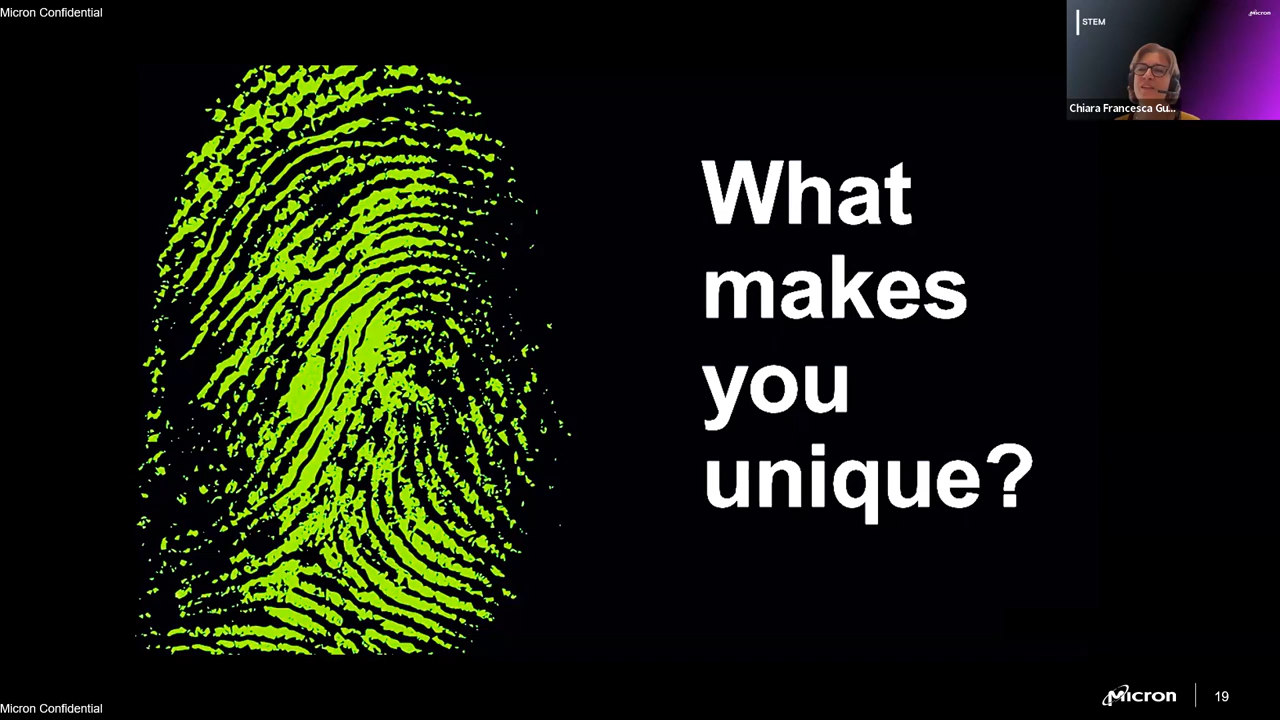 Micron Confidential
STEM
Micron
Chiara Francesca Gu...
What
makes
you
unique?
Micron Confidential
Micron
19